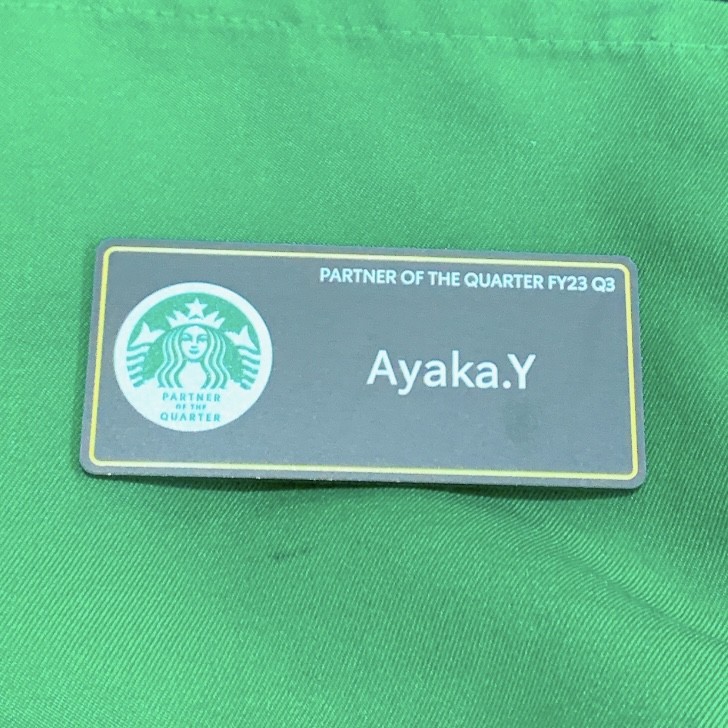 PARTNER OF THE QUARTER FY23 Q3
Ayaka.Y
PARTNER
OF THE
QUARTER